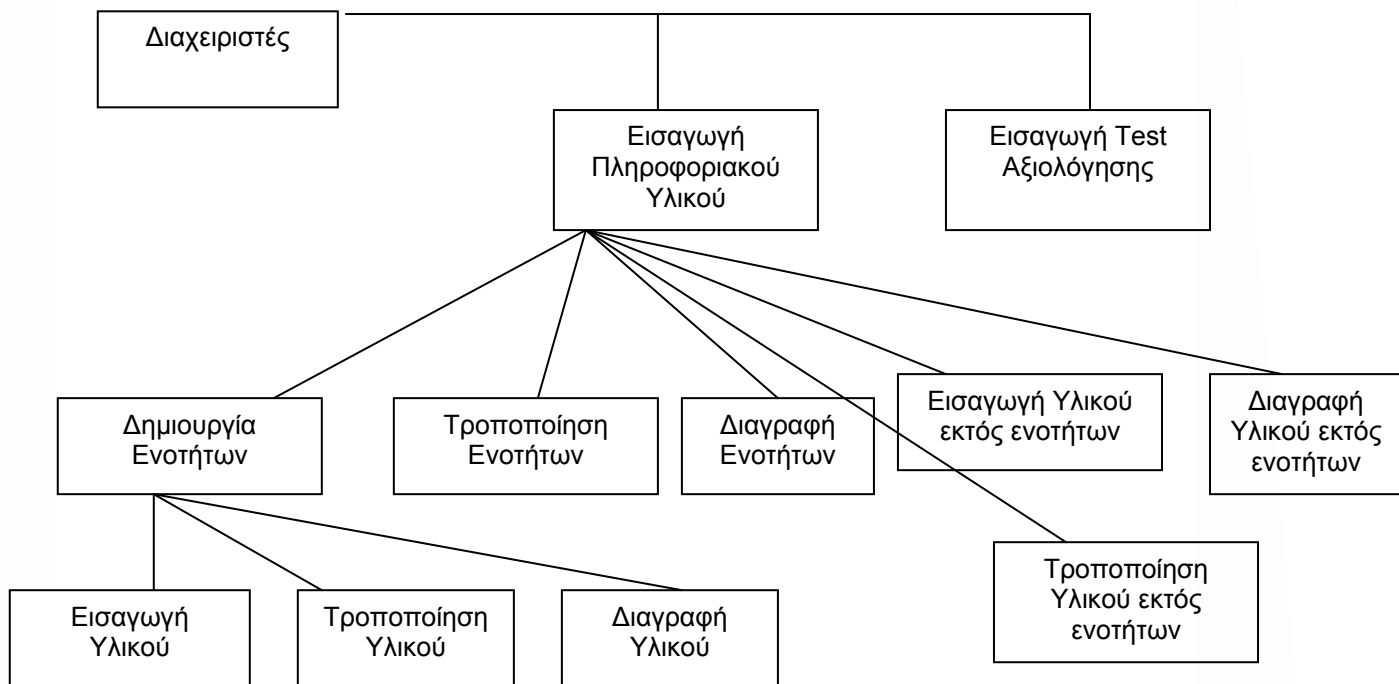 Διαχειριστές
Εισαγωγή
Πληροφοριακού
Υλικού
Εισαγωγή Test
Αξιολόγησης
Δημιουργία
Ενοτήτων
Τροποποίηση
Ενοτήτων
Διαγραφή
Ενοτήτων
Εισαγωγή Υλικού
εκτός ενοτήτων
Διαγραφή
Υλικού εκτός
ενοτήτων
Εισαγωγή
Υλικού
Τροποποίηση
Υλικού
Διαγραφή
Υλικού
Τροποποίηση
Υλικού εκτός
ενοτήτων